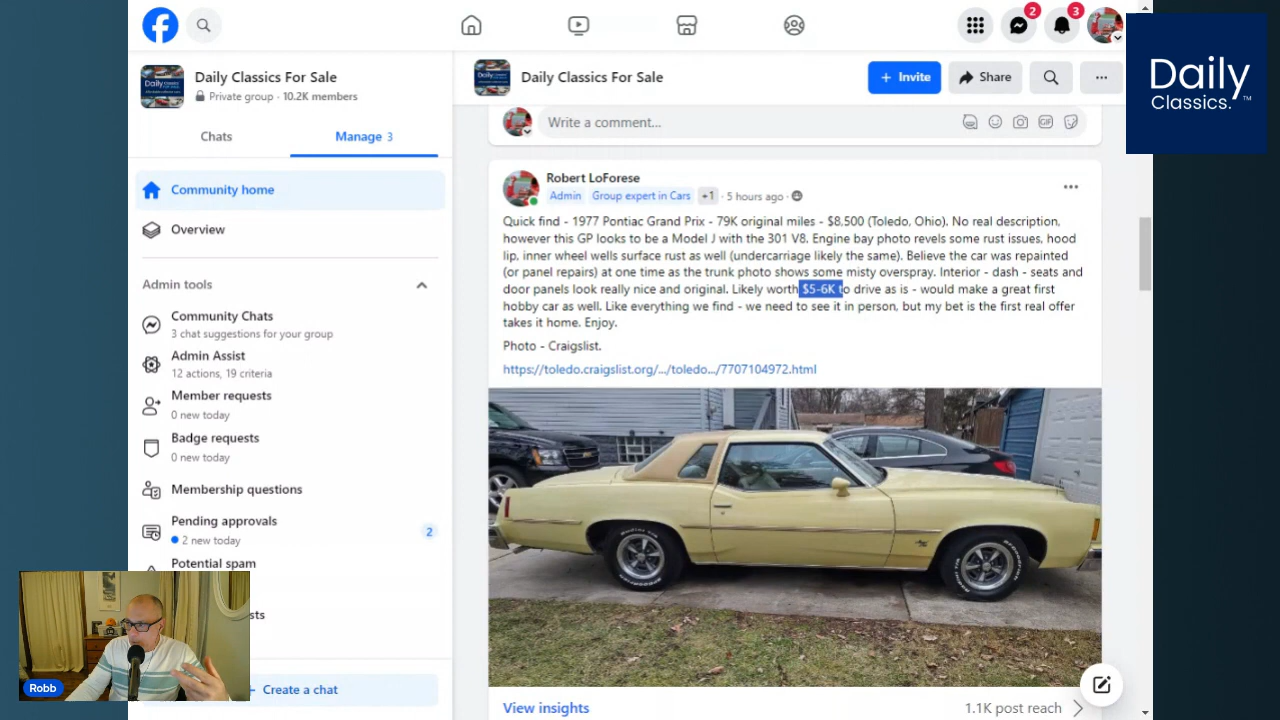 2
3
Daily Classics For Sale
Private group · 10.2K members
Chats
Manage 3
Community home
Overview
Admin tools
Community Chats
3 chat suggestions for your group
Admin Assist
12 actions, 19 criteria
Member requests
0 new today
Badge requests
0 new today
Membership questions
Pending approvals
2
2 new today
Potential spam
sts
Create a chat
Robb
Daily Classics For Sale
+ Invite
Share
Write a comment...
GIF
Robert LoForese
Admin Group expert in Cars +1 · 5 hours ago ·
Quick find - 1977 Pontiac Grand Prix - 79K original miles - $8,500 (Toledo, Ohio). No real description,
however this GP looks to be a Model J with the 301 V8. Engine bay photo revels some rust issues, hood
lip, inner wheel wells surface rust as well (undercarriage likely the same). Believe the car was repainted
(or panel repairs) at one time as the trunk photo shows some misty overspray. Interior - dash - seats and
door panels look really nice and original. Likely worth $5-6K to drive as is - would make a great first
hobby car as well. Like everything we find - we need to see it in person, but my bet is the first real offer
takes it home. Enjoy.
Photo - Craigslist.
https://toledo.craigslist.org/.../toledo.../7707104972.html
View insights
1.1K post reach
Daily
Classics.™